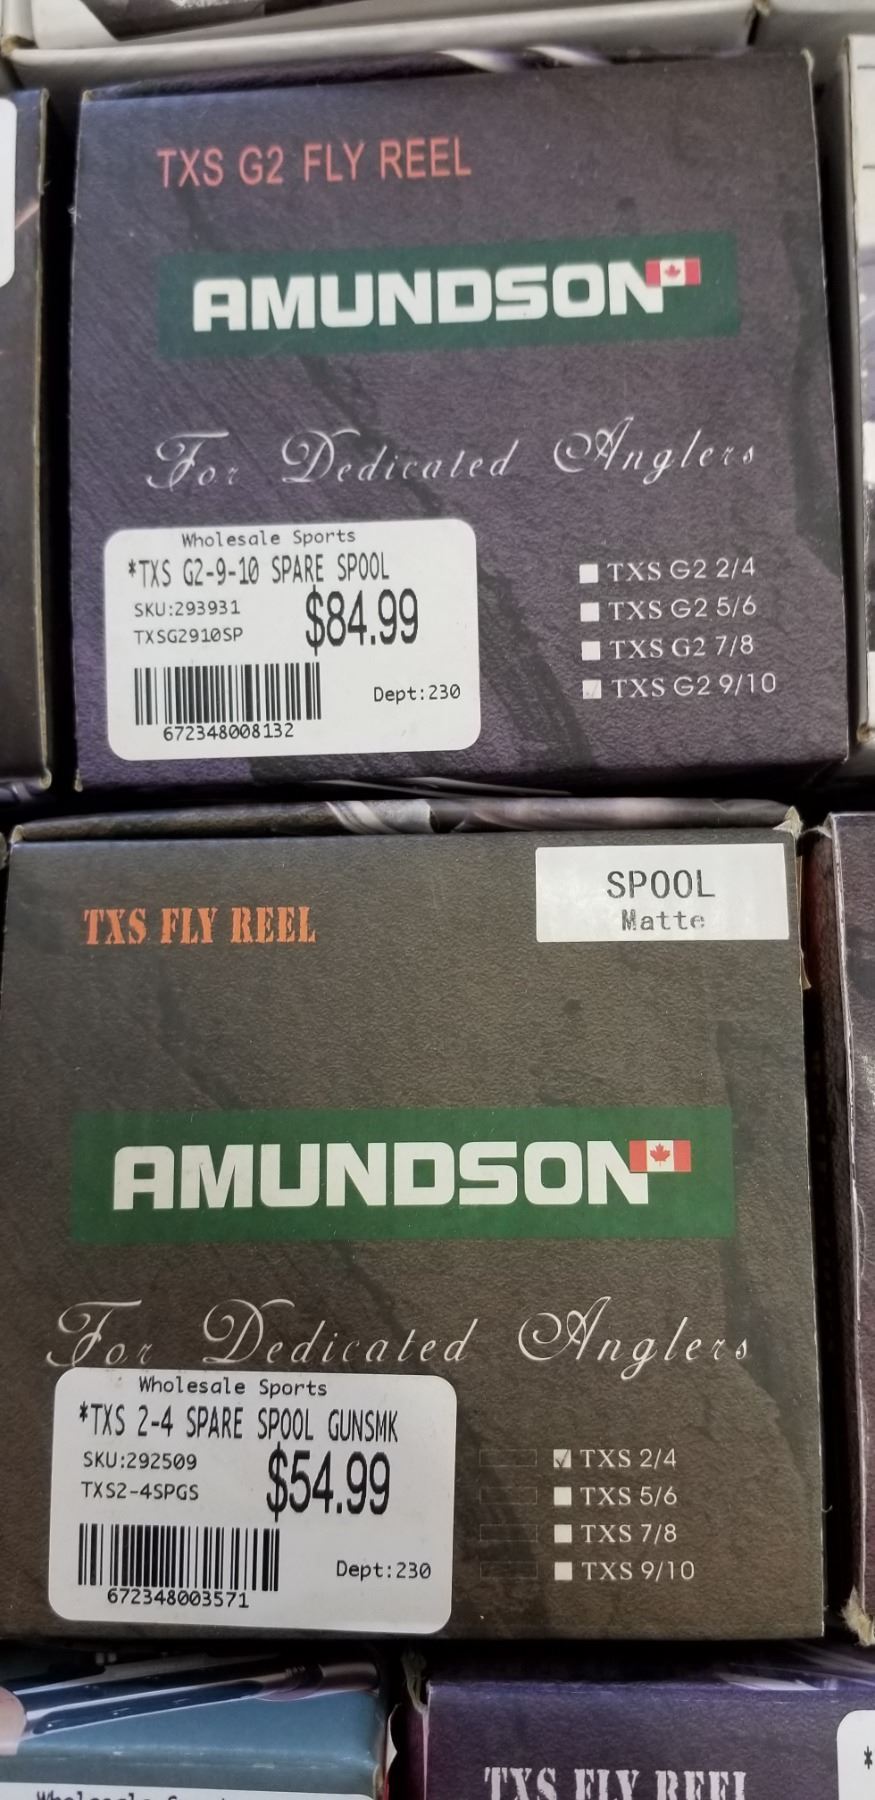 TXS G2 FLY REEL
AMUNDSON
For Dedicated Anglers
Wholesale Sports
*TXS G2-9-10 SPARE SPOOL
SKU:293931
$84.99
TXSG2910SP
Dept:230
672348008132
TXS G2 2/4
TXS G2 5/6
TXS G2 7/8
TXS G2 9/10
SPOOL
Matte
TXS FLY REEL
AMUNDSON
For Dedicated Anglers
Wholesale Sports
*TXS 2-4 SPARE SPOOL GUNSMK
SKU:292509
$54.99
TXS2-4SPGS
Dept:230
672348003571
TXS 2/4
TXS 5/6
TXS 7/8
TXS 9/10
TXS FLY REEL
*